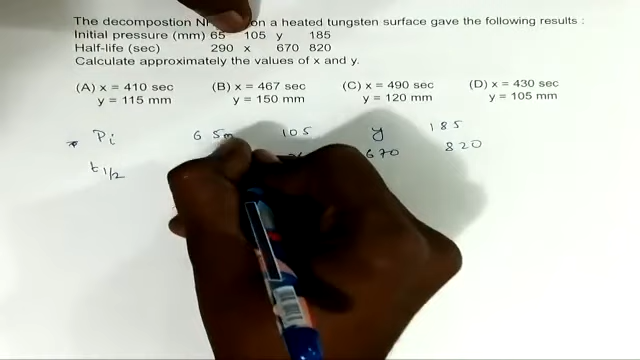 The decompostion NH on a heated tungsten surface gave the following results :
Initial pressure (mm) 65 105 y 185
Half-life (sec) 290 x 670 820
Calculate approximately the values of x and y.
(A) x = 410 sec (B) x = 467 sec (C) x = 490 sec (D) x = 430 sec
y = 115 mm y = 150 mm y = 120 mm y = 105 mm
* Pi 65m 105 y 185
t1/2 670 820